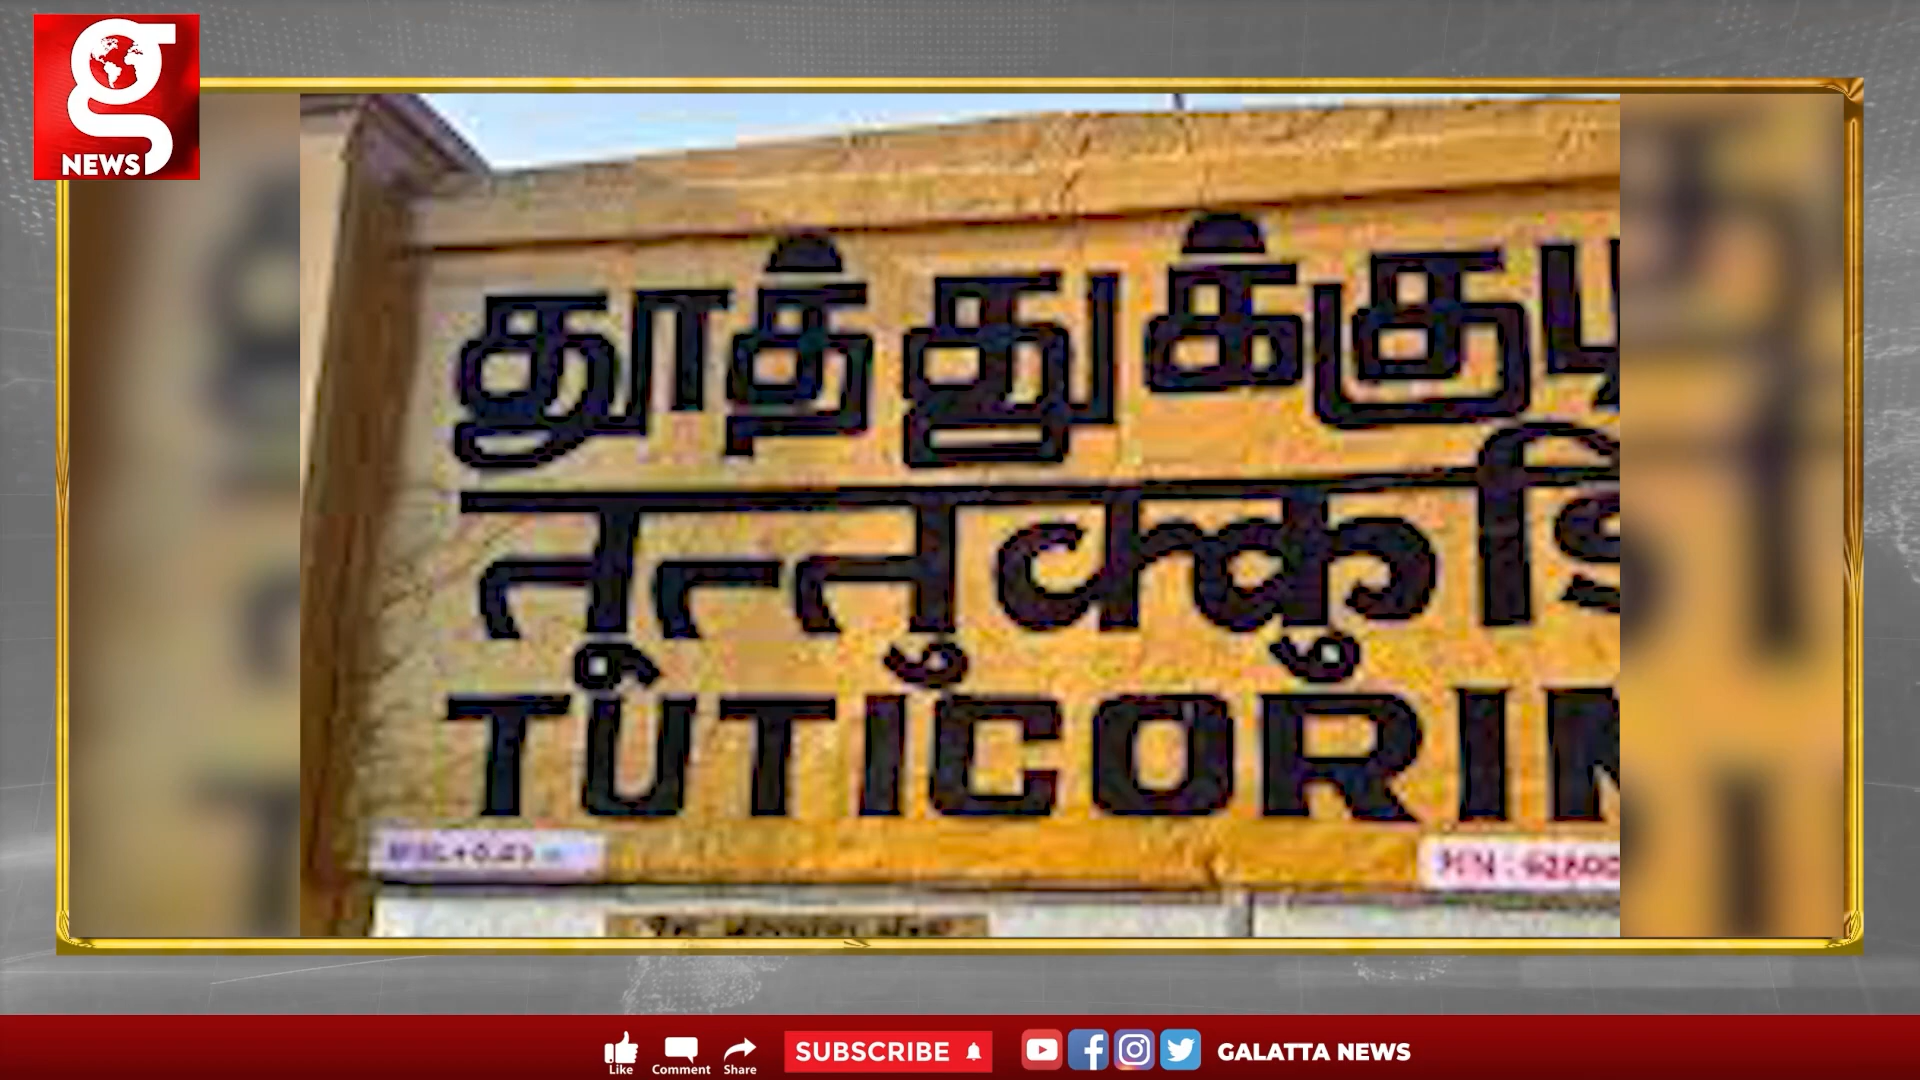 g
NEWS
தூத்துக்குடி
तूत्तुक्कुडि
TUTICORIN
Like
Comment
Share
SUBSCRIBE
GALATTA NEWS